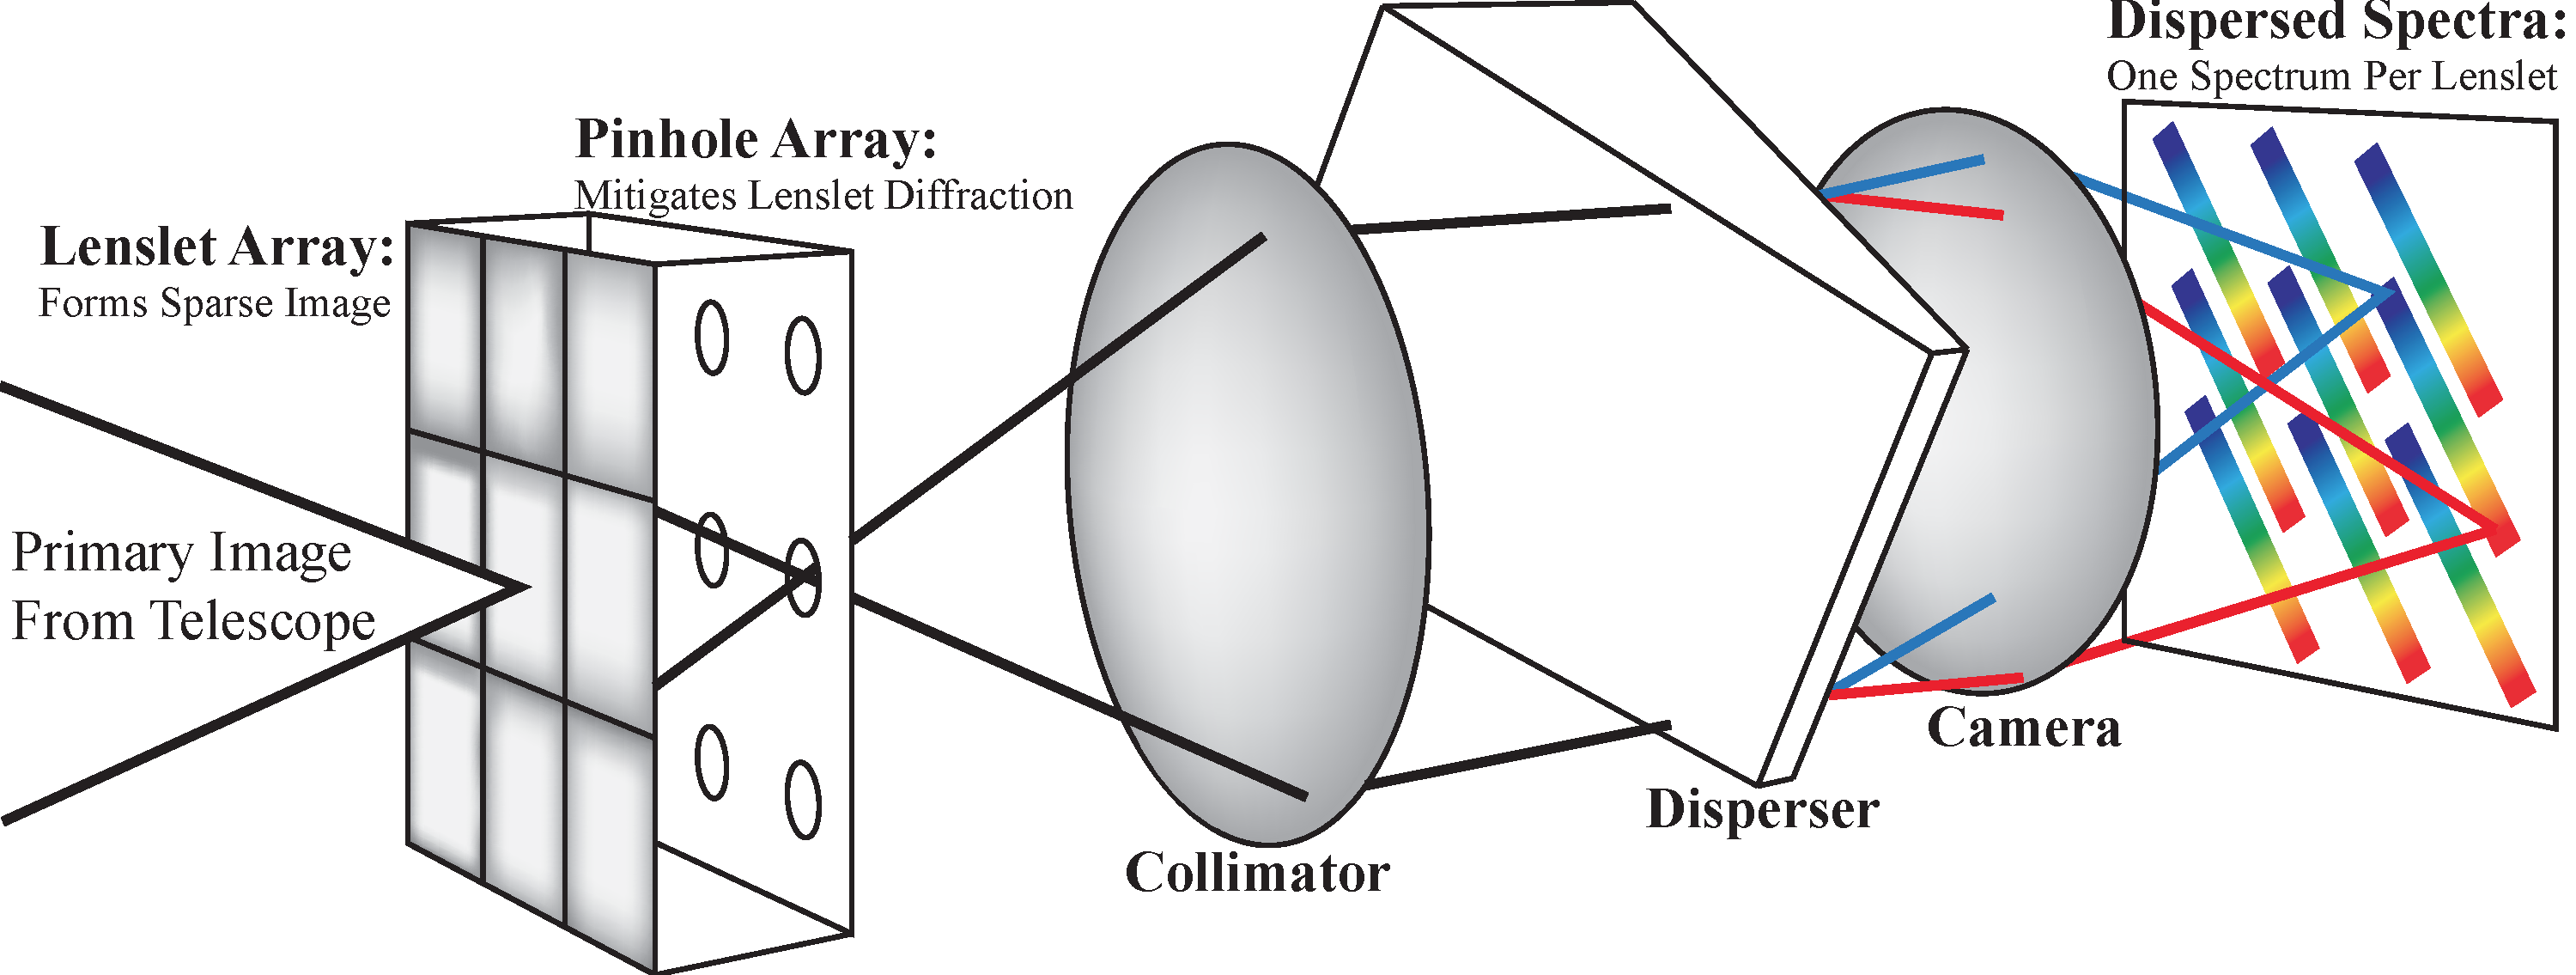 Dispersed Spectra:
One Spectrum Per Lenslet
Pinhole Array:
Mitigates Lenslet Diffraction
Lenslet Array:
Forms Sparse Image
Primary Image
From Telescope
Camera
Disperser
Collimator